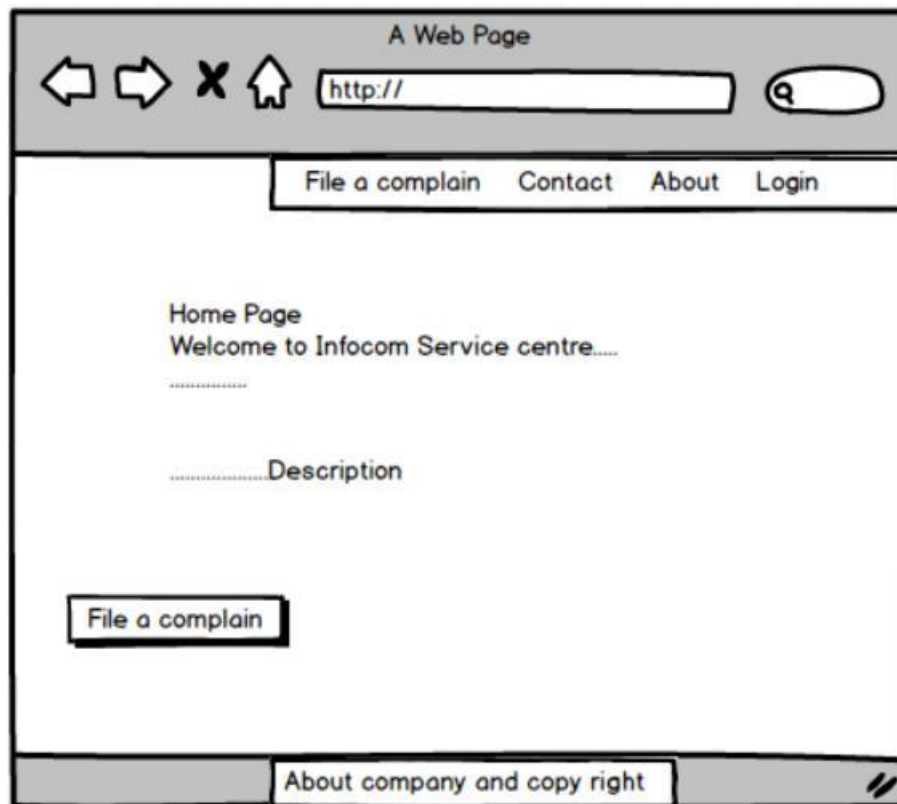 A Web Page
http://
File a complain Contact About Login
Home Page
Welcome to Infocom Service centre.....
...............
...................Description
File a complain
About company and copy right